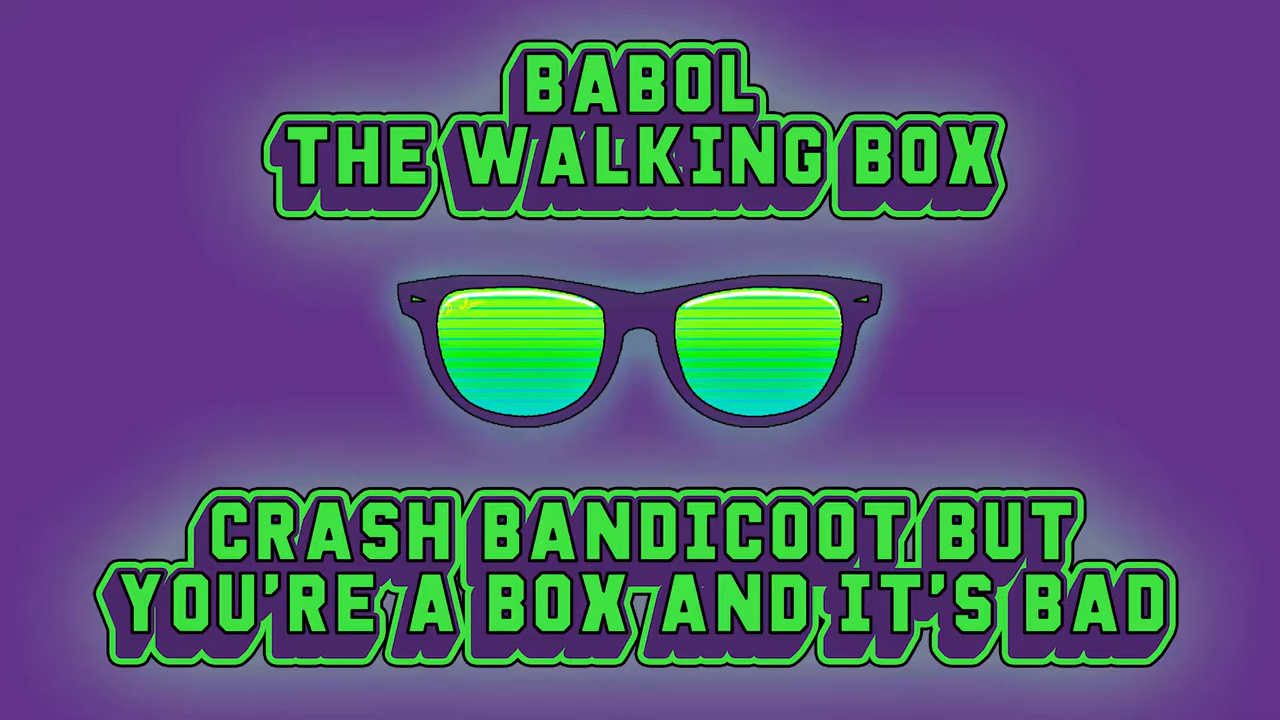 BABOL
THE WALKING BOX
CRASH BANDICOOT BUT
YOU'RE A BOX AND IT'S BAD